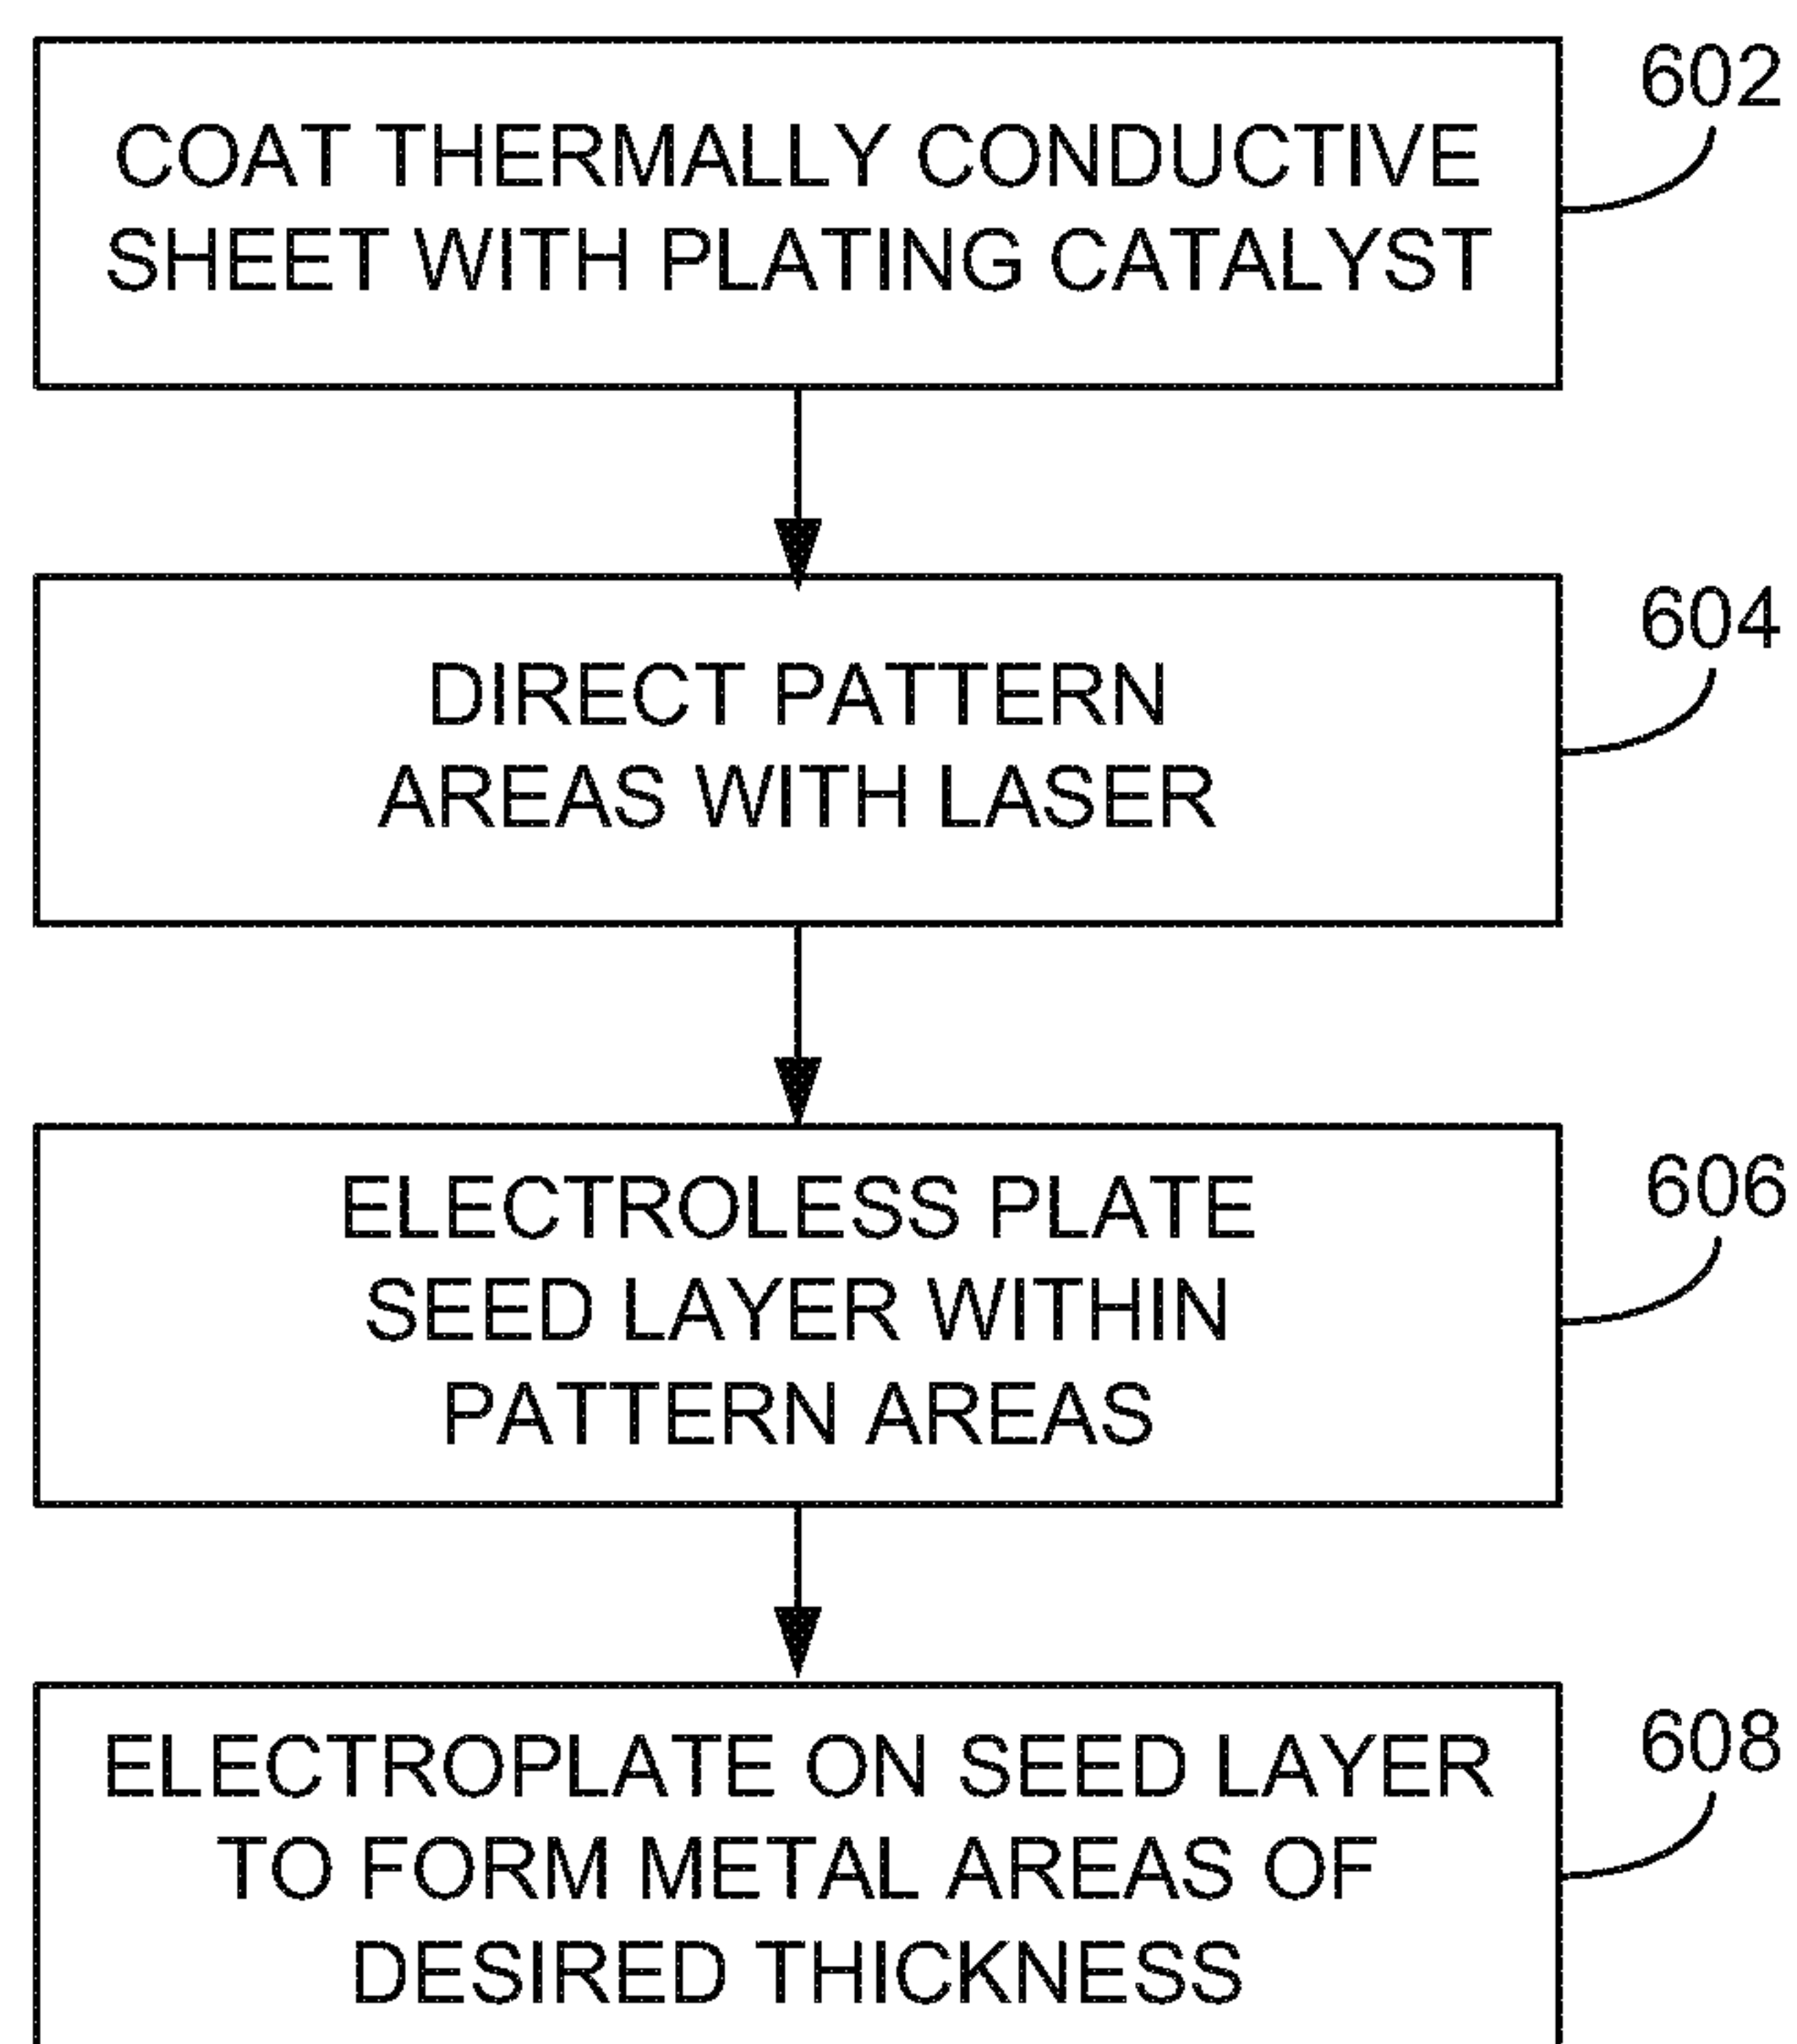 602
COAT THERMALLY CONDUCTIVE
SHEET WITH PLATING CATALYST
604
DIRECT PATTERN
AREAS WITH LASER
606
ELECTROLESS PLATE
SEED LAYER WITHIN
PATTERN AREAS
608
ELECTROPLATE ON SEED LAYER
TO FORM METAL AREAS OF
DESIRED THICKNESS